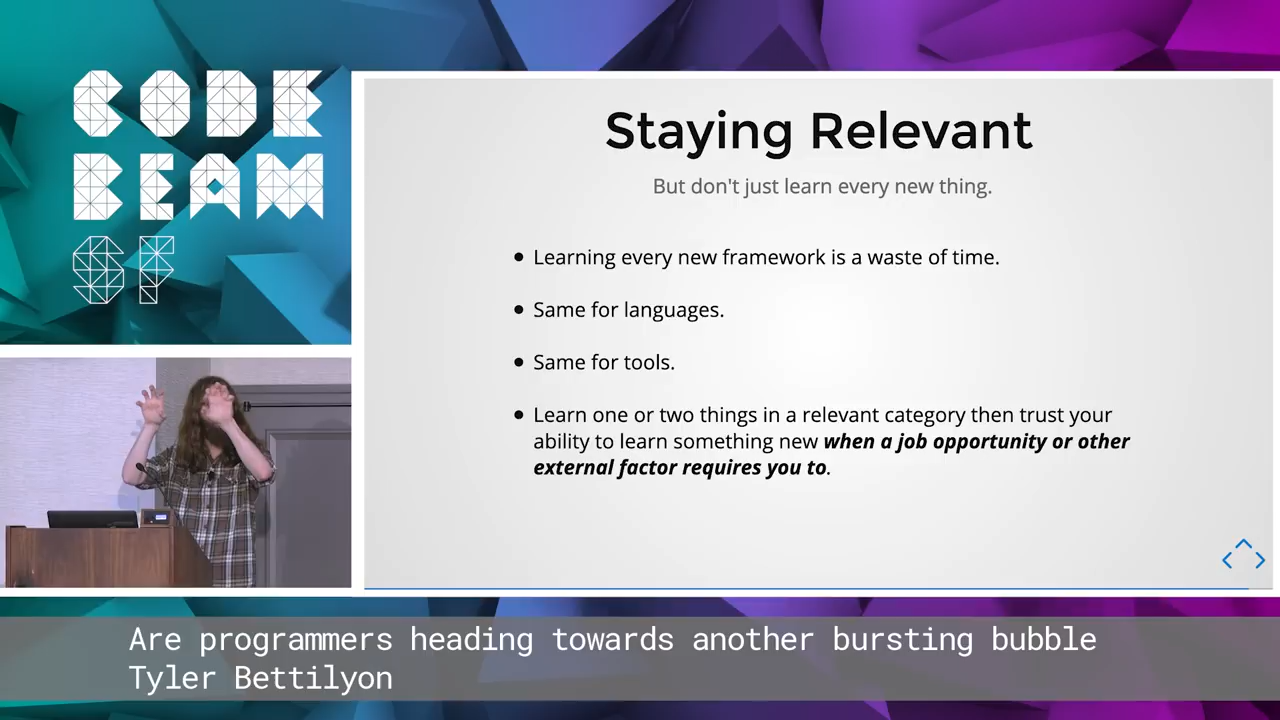 CODE
BEAM
SF
Staying Relevant
But don't just learn every new thing.
• Learning every new framework is a waste of time.
• Same for languages.
• Same for tools.
• Learn one or two things in a relevant category then trust your
ability to learn something new when a job opportunity or other
external factor requires you to.
Are programmers heading towards another bursting bubble
Tyler Bettilyon